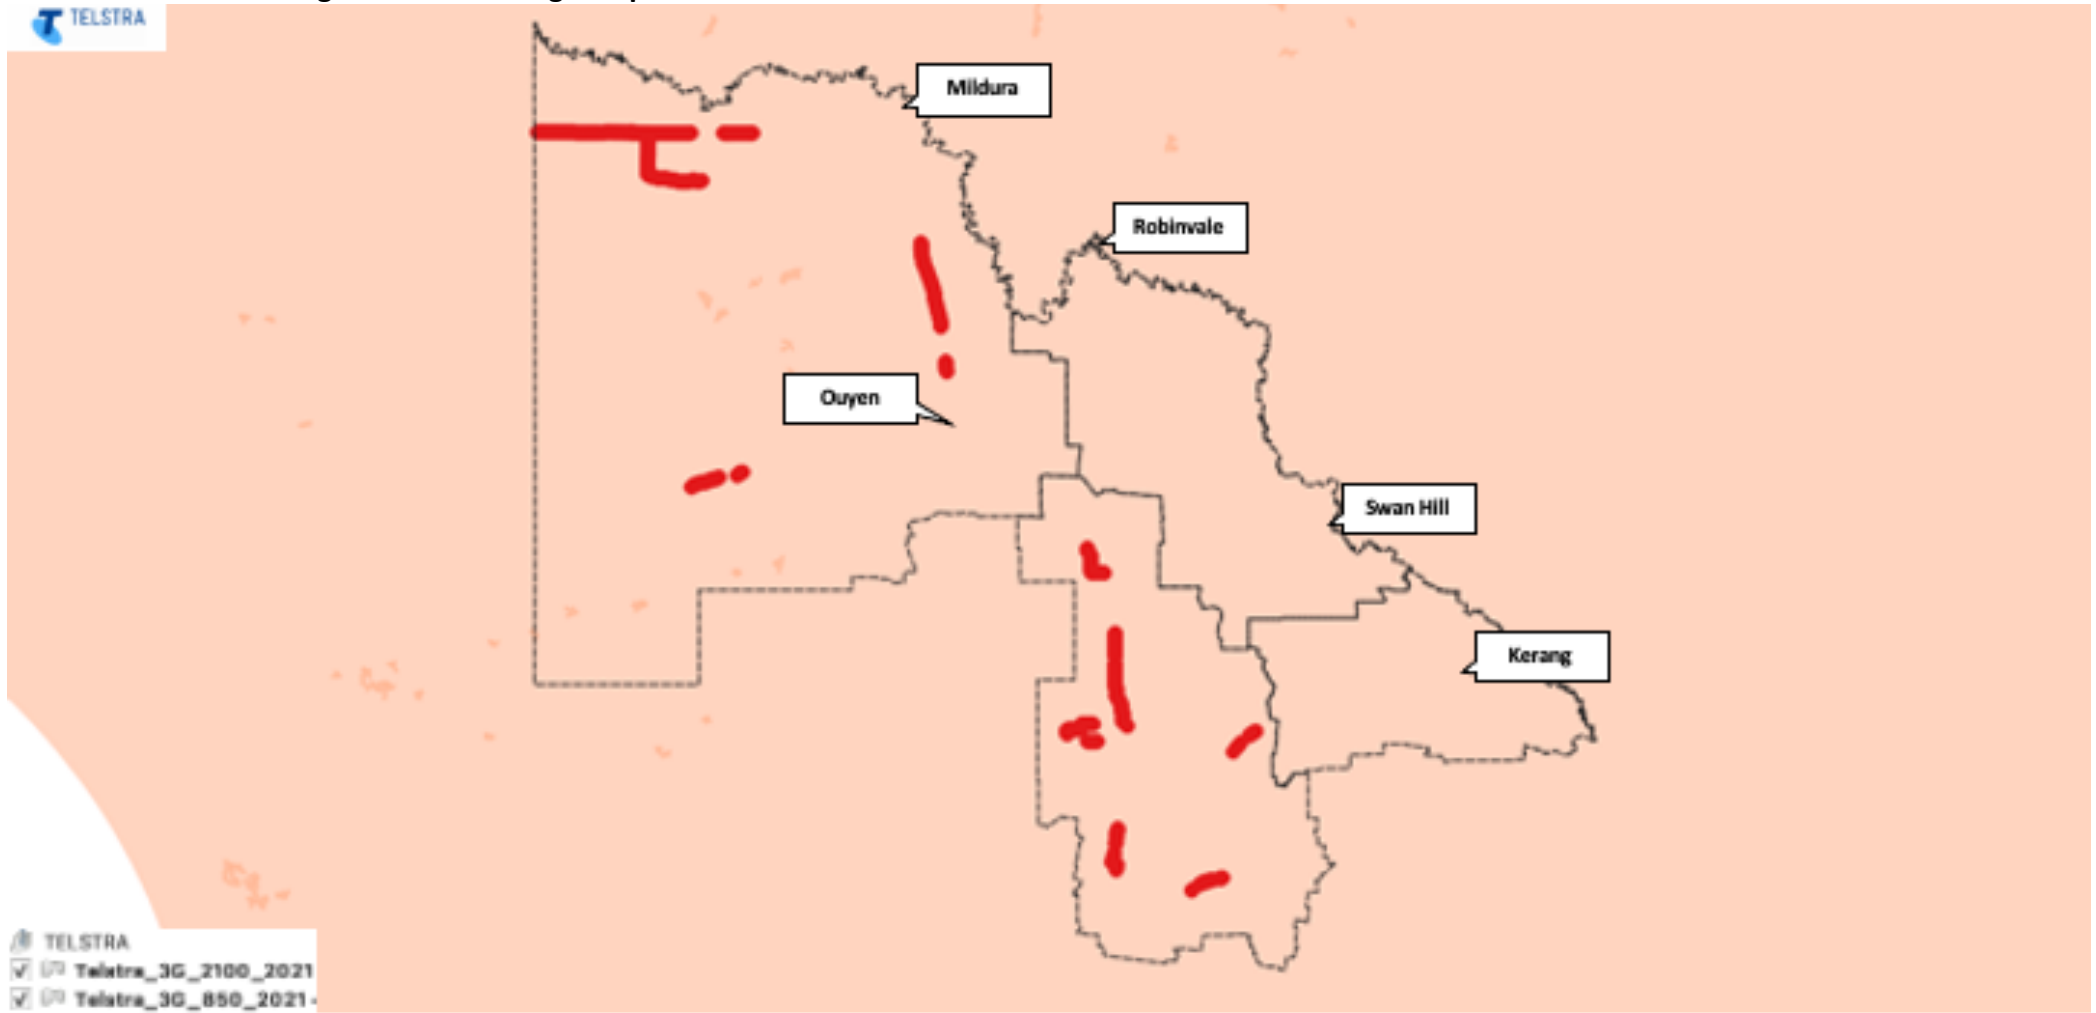 TELSTRA
Mildura
Robinvale
Ouyen
Swan Hill
Kerang
TELSTRA
Telstra_3G_2100_2021
Telstra_3G_850_2021-